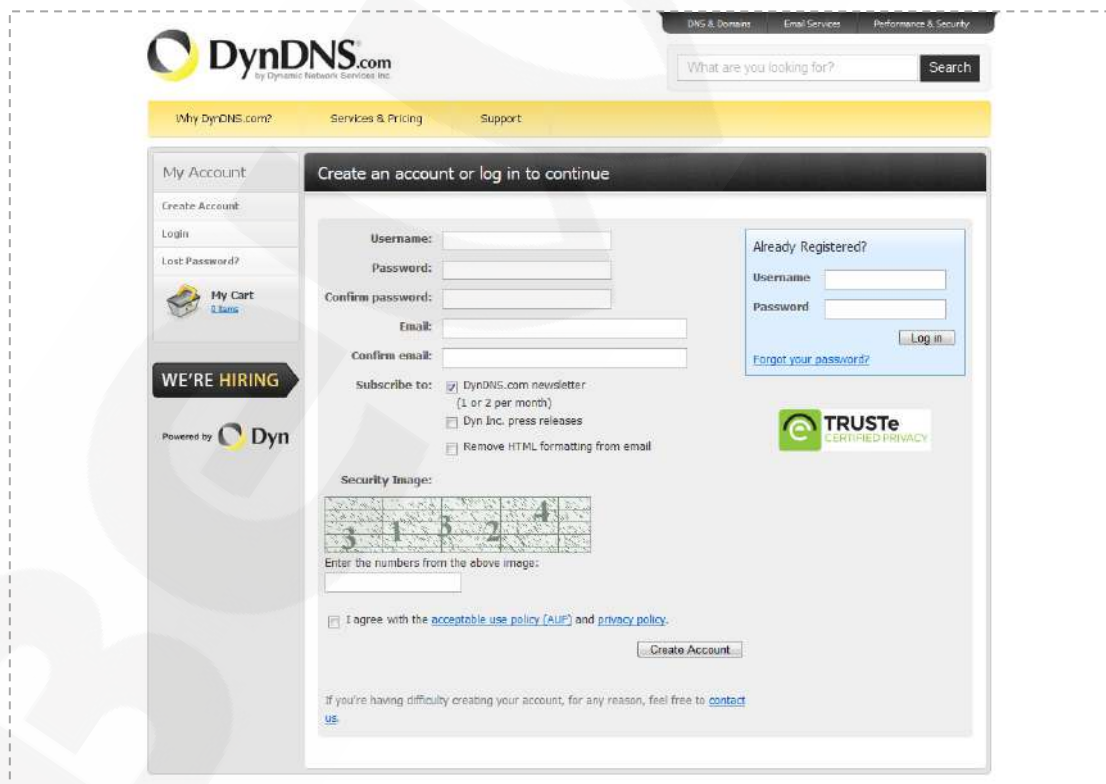 DNS & Domains Email Services Performance & Security
DynDNS.com
by Dynamic Network Services Inc.
What are you looking for? Search
Why DynDNS.com? Services & Pricing Support
My Account
Create Account
Login
Lost Password?
My Cart
0 items
WE'RE HIRING
Powered by Dyn
Create an account or log in to continue
Username:
Password:
Confirm password:
Email:
Confirm email:
Subscribe to: DynDNS.com newsletter
(1 or 2 per month)
Dyn Inc. press releases
Remove HTML formatting from email
Security Image:
3 1 3 2 4
Enter the numbers from the above image:
I agree with the acceptable use policy (AUP) and privacy policy.
Create Account
If you're having difficulty creating your account, for any reason, feel free to contact
us.
Already Registered?
Username
Password
Log in
Forgot your password?
TRUSTe
CERTIFIED PRIVACY